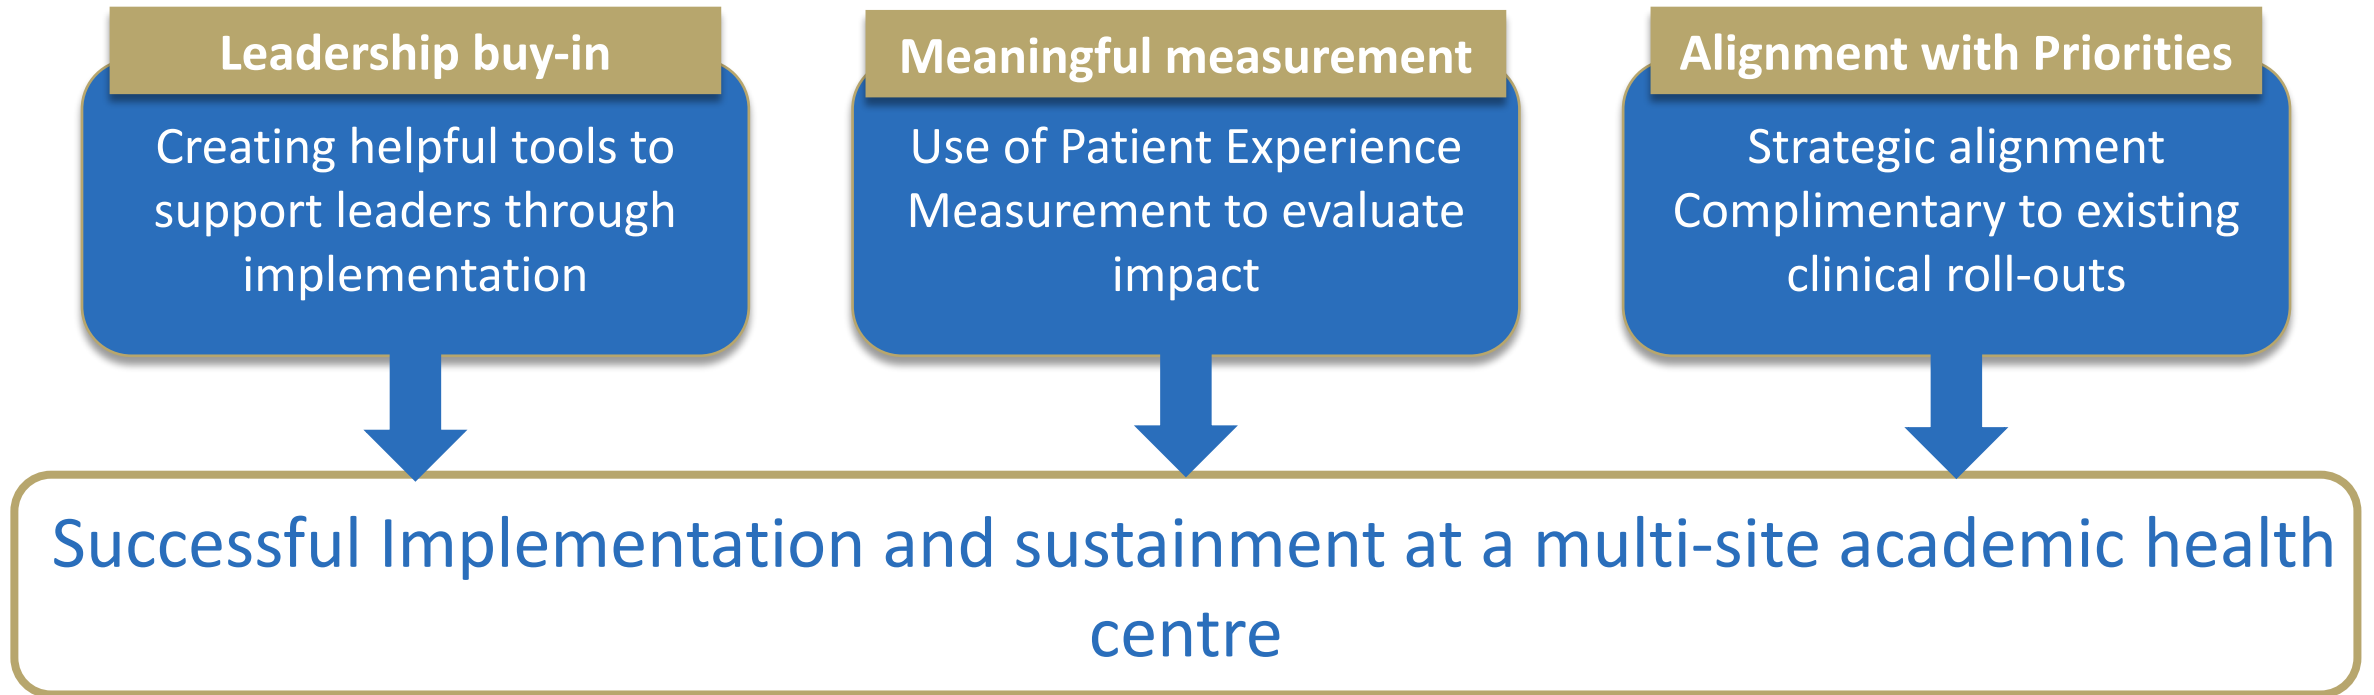 Leadership buy-in
Creating helpful tools to
support leaders through
implementation
Meaningful measurement
Use of Patient Experience
Measurement to evaluate
impact
Alignment with Priorities
Strategic alignment
Complimentary to existing
clinical roll-outs
Successful Implementation and sustainment at a multi-site academic health
centre